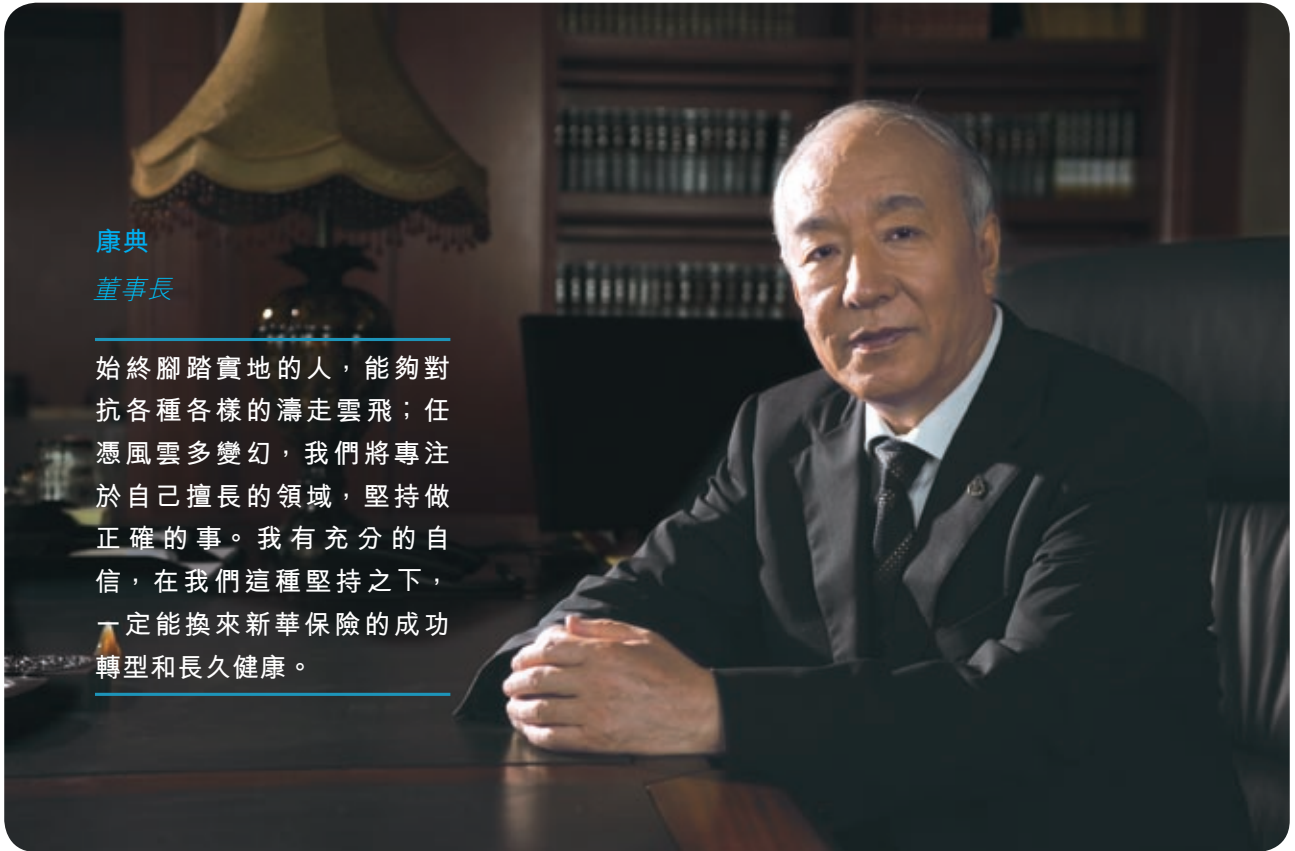 康典
董事長
始終腳踏實地的人，能夠對
抗各種各樣的濤走雲飛；任
憑風雲多變幻，我們將專注
於自己擅長的領域，堅持做
正確的事。我有充分的自
信，在我們這種堅持之下，
一定能換來新華保險的成功
轉型和長久健康。